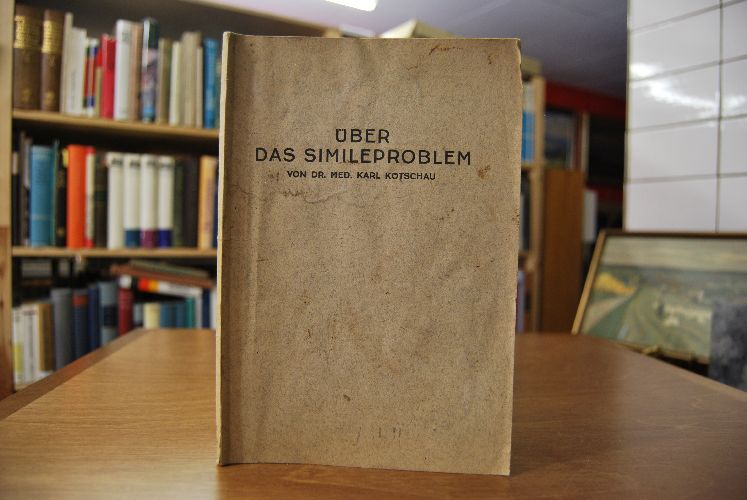 ÜBER
DAS SIMILEPROBLEM
VON DR. MED. KARL KÖTSCHAU